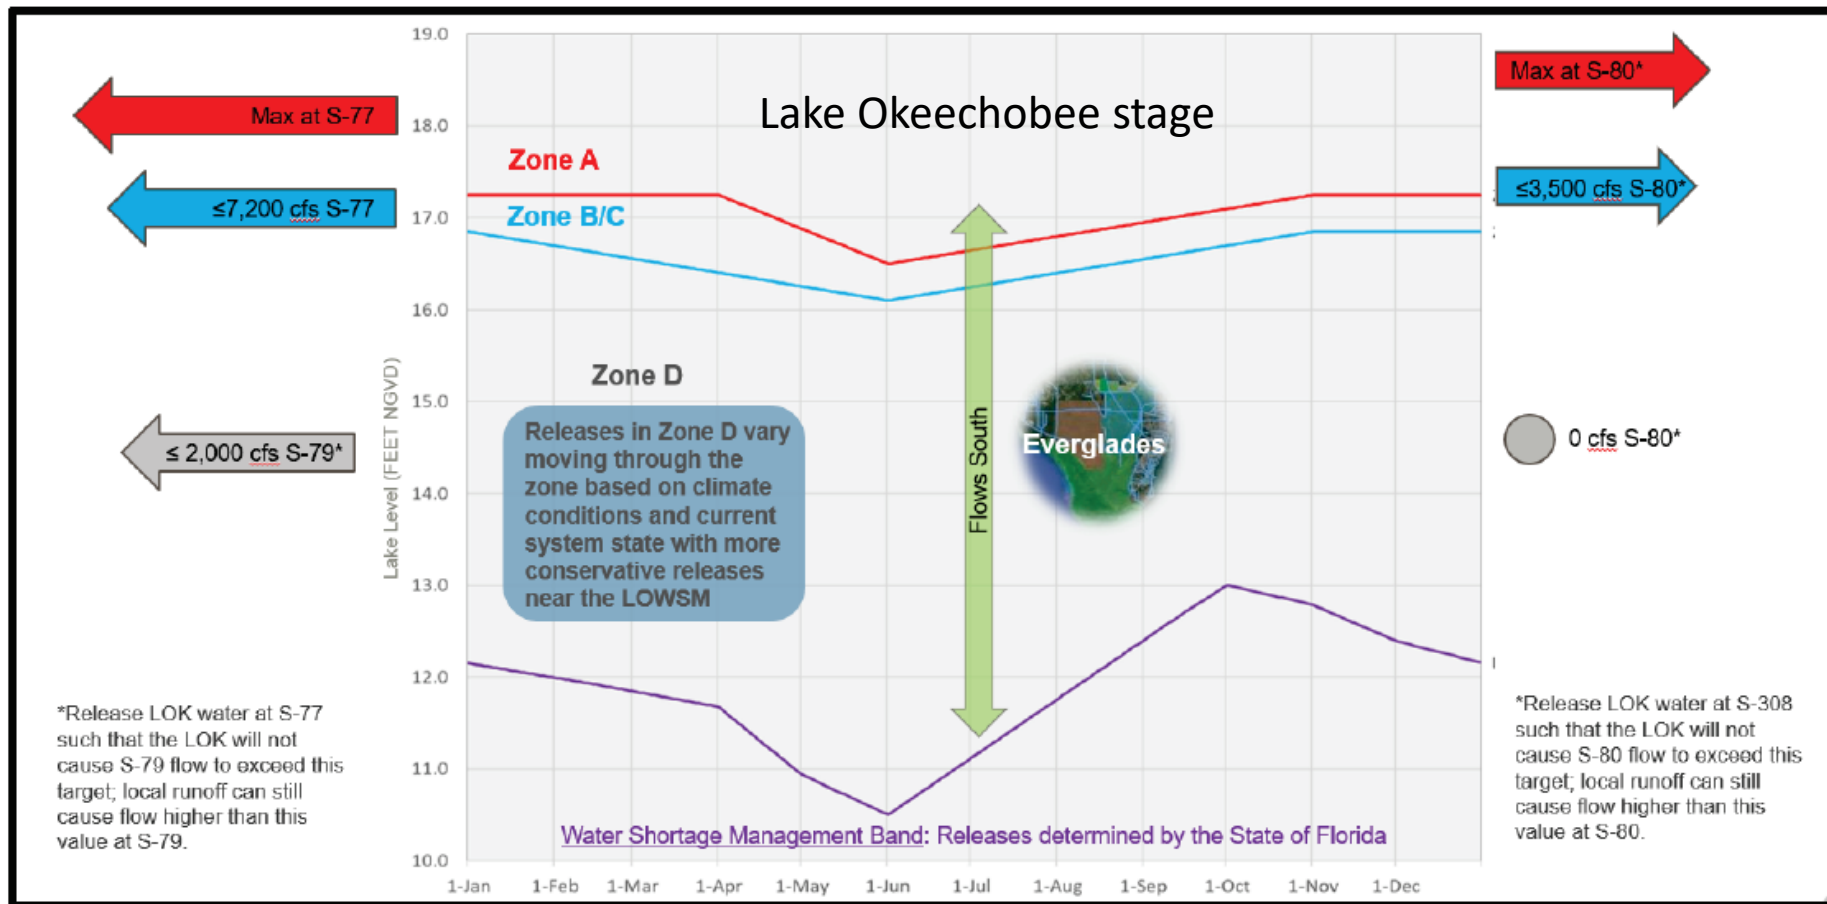 Lake Okeechobee stage
Max at S-77
≤7,200 cfs S-77
≤ 2,000 cfs S-79*
*Release LOK water at S-77
such that the LOK will not
cause S-79 flow to exceed this
target; local runoff can still
cause flow higher than this
value at S-79.
Lake Level (FEET NGVD)
19.0
18.0
17.0
16.0
15.0
14.0
13.0
12.0
11.0
10.0
Zone A
Zone B/C
Zone D
Releases in Zone D vary
moving through the
zone based on climate
conditions and current
system state with more
conservative releases
near the LOWSM
Flows South
Everglades
Water Shortage Management Band: Releases determined by the State of Florida
1-Jan
1-Feb
1-Mar
1-Apr
1-May
1-Jun
1-Jul
1-Aug
1-Sep
1-Oct
1-Nov
1-Dec
Max at S-80*
≤3,500 cfs S-80*
0 cfs S-80*
*Release LOK water at S-308
such that the LOK will not
cause S-80 flow to exceed this
target; local runoff can still
cause flow higher than this
value at S-80.